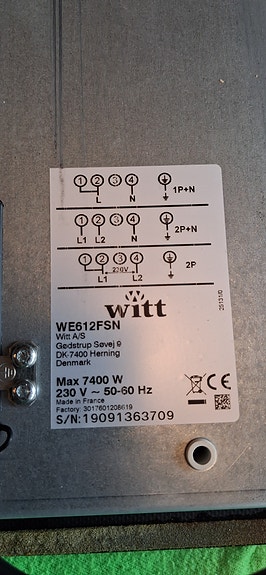 1 2 3 4
L N 1P+N
1 2 3 4
L1 L2 N 2P+N
1 2 3 4
230V
L1 L2 2P
witt
WE612FSN
Witt A/S
Gødstrup Søvej 9
DK-7400 Herning
Denmark
Max 7400 W
230 V ~ 50-60 Hz
Made in France
Factory: 3017601208619
S/N:19091363709
CE